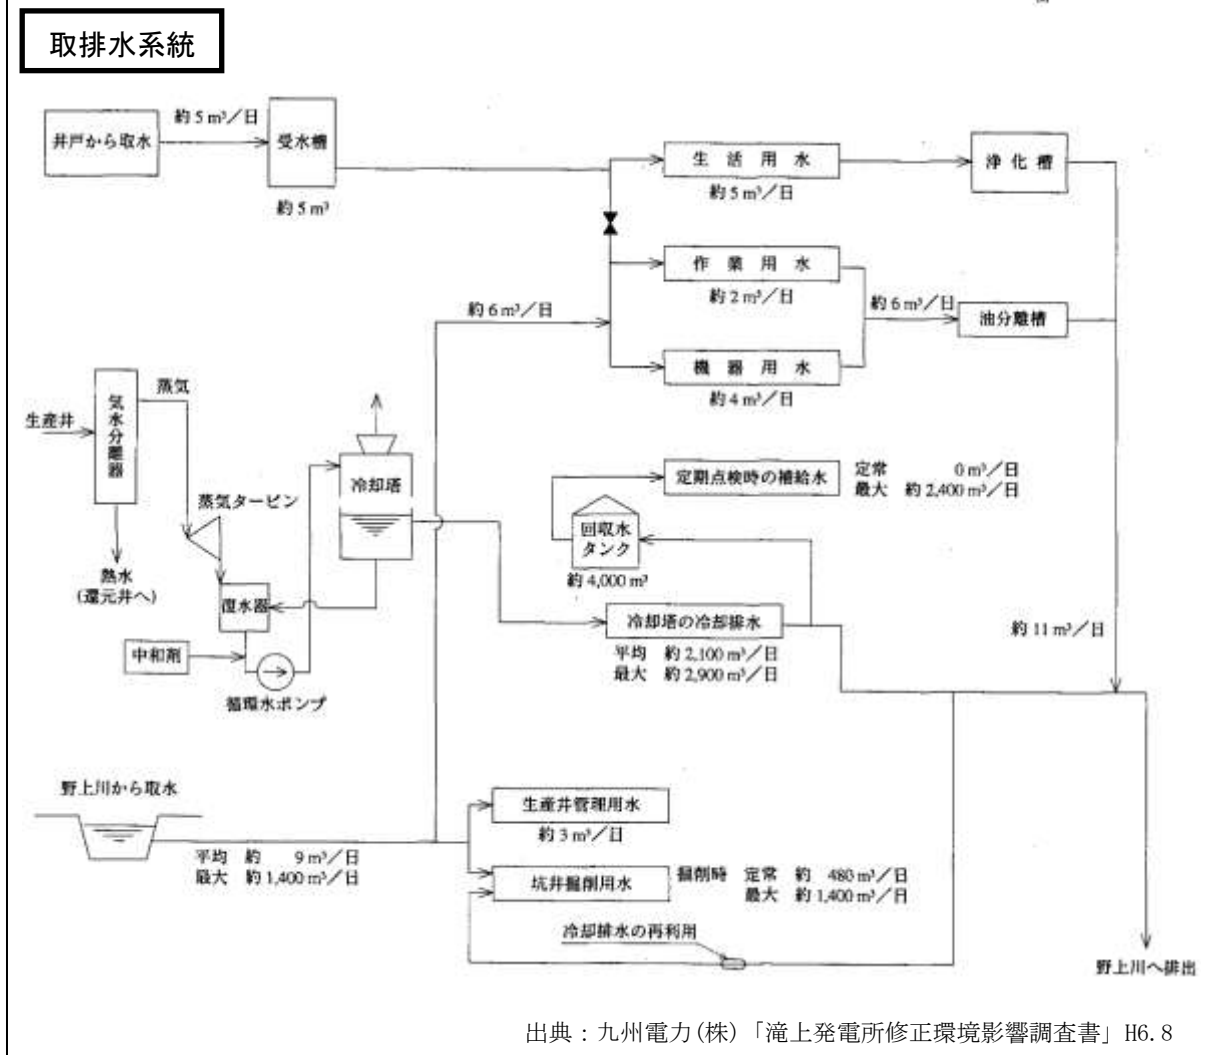 取排水系統
井戸から取水
約5m³/日
受水槽
約5m³
生活用水
約5m³/日
浄化槽
作業用水
約2m³/日
約6m³/日
約6m³/日
油分離槽
機器用水
約4m³/日
生産井
気水分離器
蒸気
蒸気タービン
熱水
(還元井へ)
復水器
中和剤
循環水ポンプ
冷却塔
定期点検時の補給水
定常 0m³/日
最大 約2,400m³/日
回収水
タンク
約4,000m³
冷却塔の冷却排水
平均 約2,100m³/日
最大 約2,900m³/日
約11m³/日
野上川から取水
平均 約 9m³/日
最大 約1,400m³/日
生産井管理用水
約3m³/日
坑井掘削用水
掘削時 定常 約 480m³/日
最大 約1,400m³/日
冷却排水の再利用
野上川へ排出
出典：九州電力(株)「滝上発電所修正環境影響調査書」H6.8